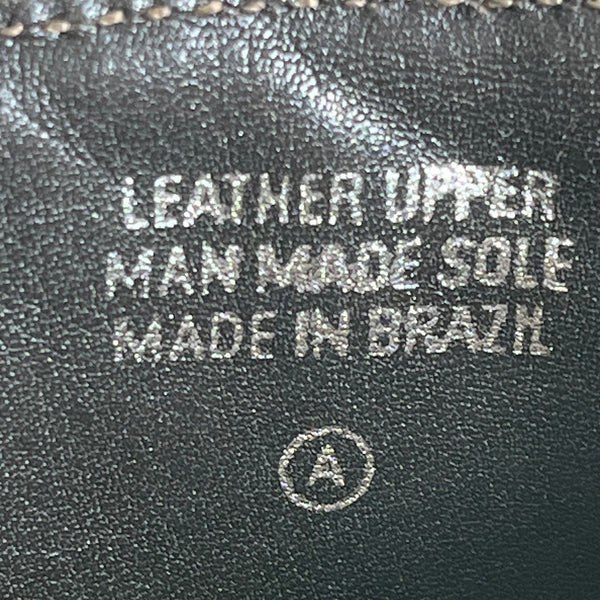 LEATHER UPPER
MAN MADE SOLE
MADE IN BRAZIL
A